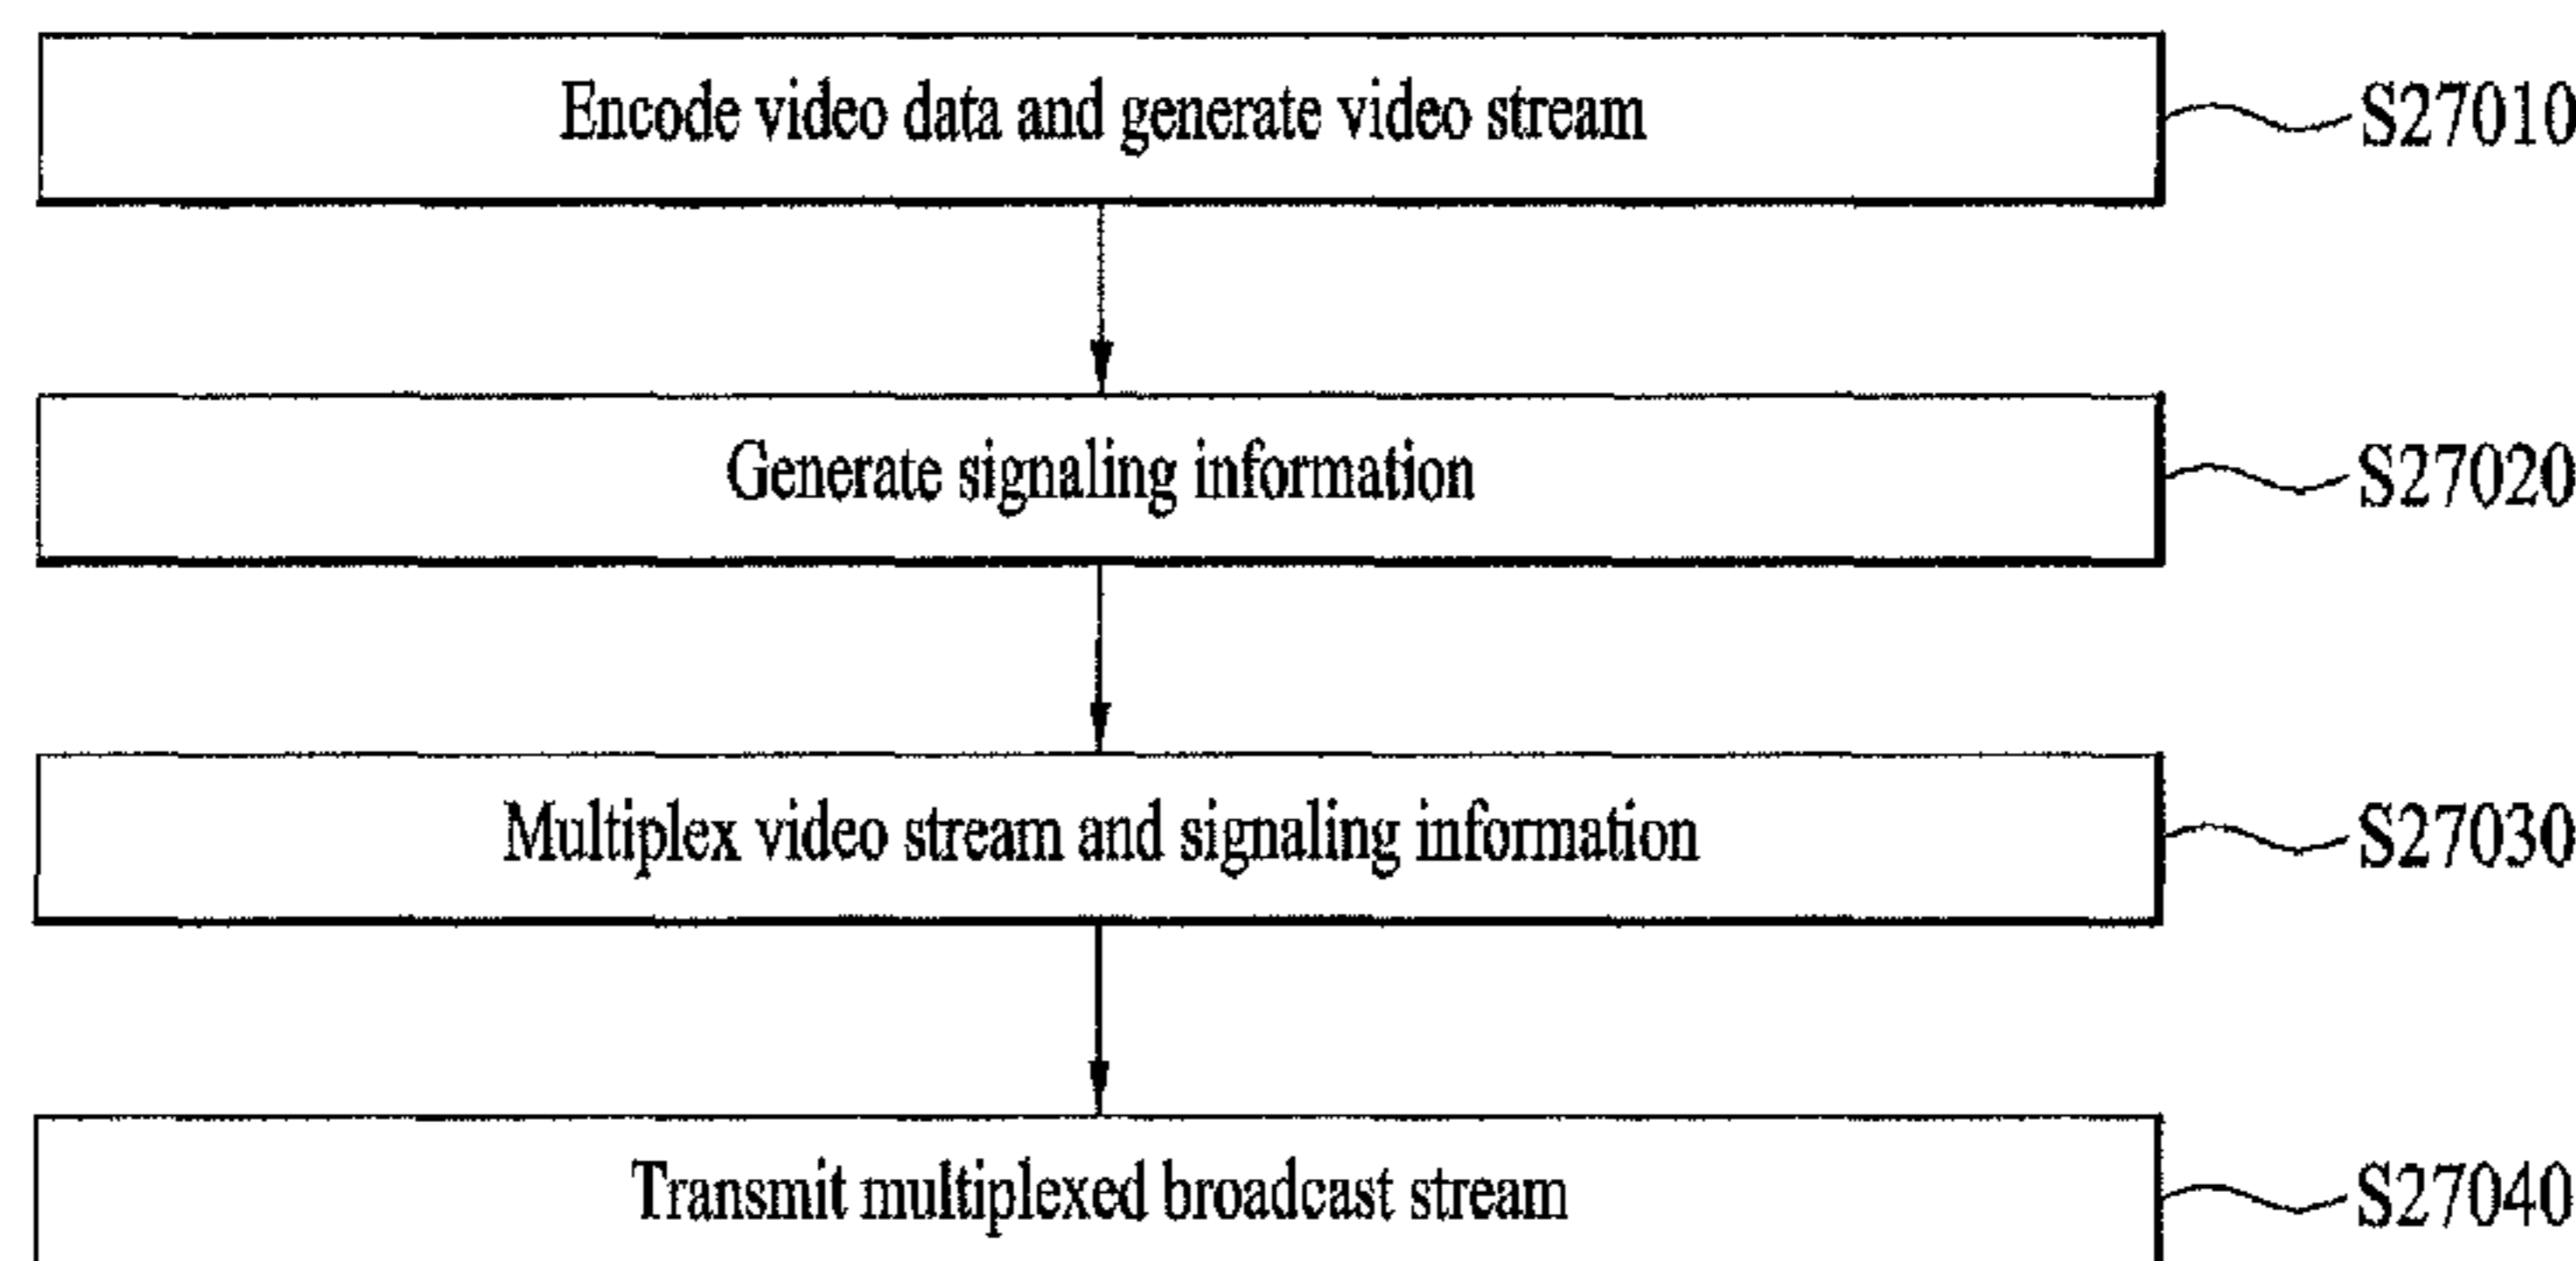 Encode video data and generate video stream S27010
Generate signaling information S27020
Multiplex video stream and signaling information S27030
Transmit multiplexed broadcast stream S27040